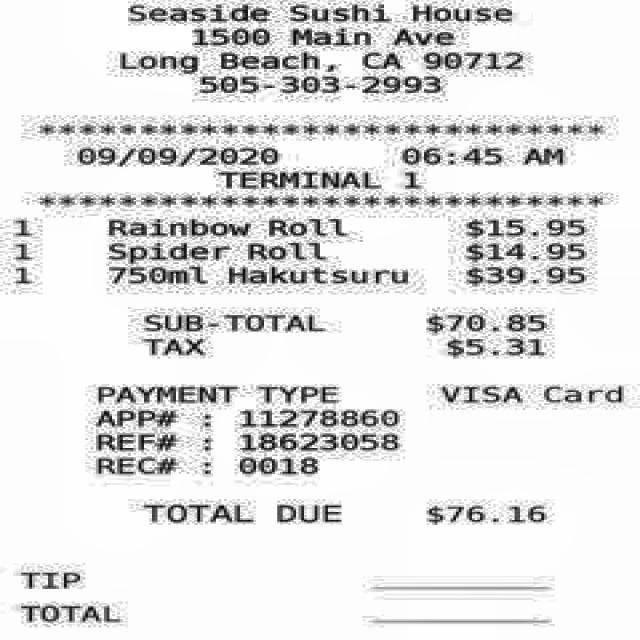 Seaside Sushi House
1500 Main Ave
Long Beach, CA 90712
505-303-2993
****************************
09/09/2020 06:45 AM
TERMINAL 1
****************************
1 Rainbow Roll $15.95
1 Spider Roll $14.95
1 750ml Hakutsuru $39.95
SUB-TOTAL $70.85
TAX $5.31
PAYMENT TYPE VISA Card
APP# : 11278860
REF# : 18623058
REC# : 0018
TOTAL DUE $76.16
TIP
TOTAL